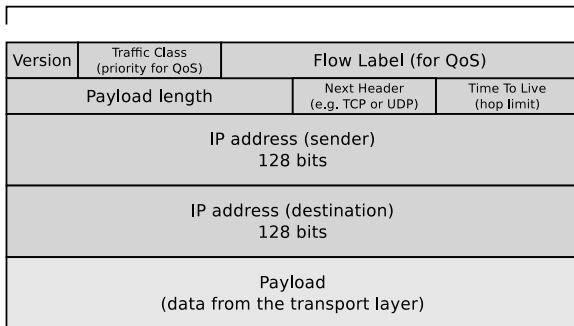 Version
Traffic Class
(priority for QoS)
Flow Label (for QoS)
Payload length
Next Header
(e.g. TCP or UDP)
Time To Live
(hop limit)
IP address (sender)
128 bits
IP address (destination)
128 bits
Payload
(data from the transport layer)